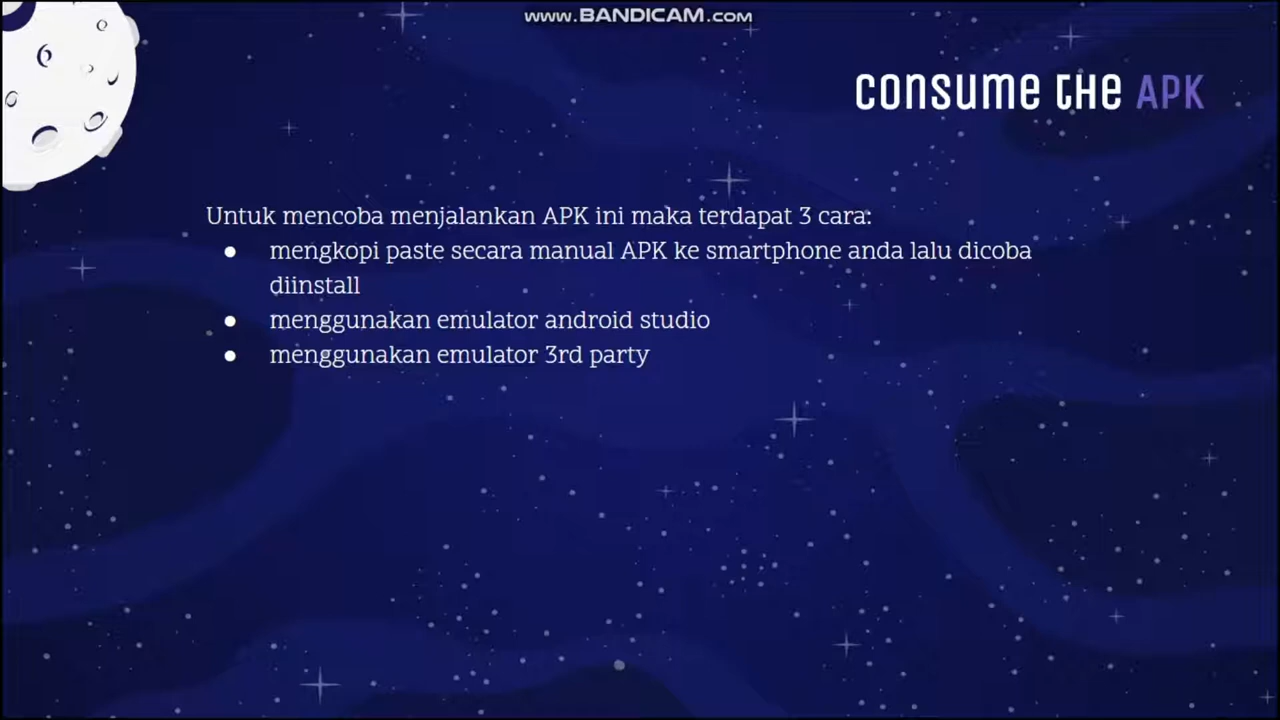 www.BANDICAM.com
consume the APK
Untuk mencoba menjalankan APK ini maka terdapat 3 cara:
● mengkopi paste secara manual APK ke smartphone anda lalu dicoba
diinstall
● menggunakan emulator android studio
● menggunakan emulator 3rd party